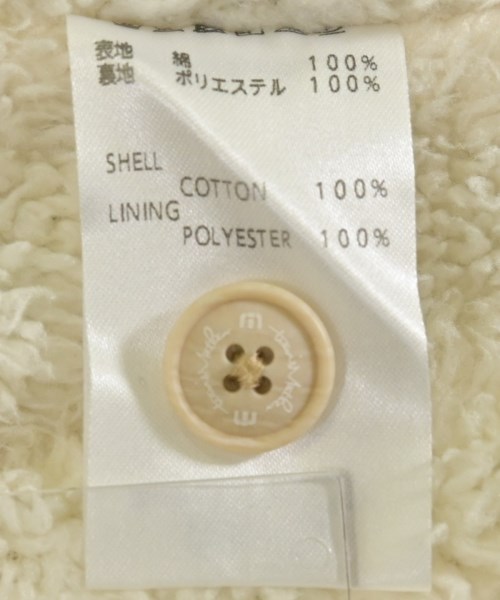 表地 綿 100%
裏地 ポリエステル 100%
SHELL
COTTON 100%
LINING
POLYESTER 100%